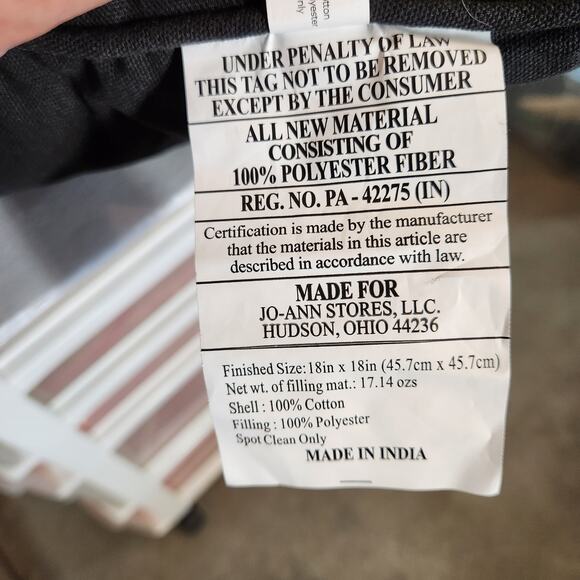 otton
yester
nly
UNDER PENALTY OF LAW
THIS TAG NOT TO BE REMOVED
EXCEPT BY THE CONSUMER
ALL NEW MATERIAL
CONSISTING OF
100% POLYESTER FIBER
REG. NO. PA - 42275 (IN)
Certification is made by the manufacturer
that the materials in this article are
described in accordance with law.
MADE FOR
JO-ANN STORES, LLC.
HUDSON, OHIO 44236
Finished Size: 18in x 18in (45.7cm x 45.7cm)
Net wt. of filling mat.: 17.14 ozs
Shell : 100% Cotton
Filling : 100% Polyester
Spot Clean Only
MADE IN INDIA